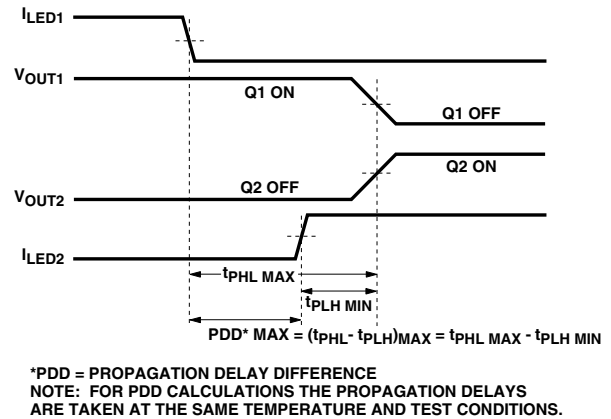 ILED1
VOUT1
Q1 ON
Q1 OFF
Q2 ON
Q2 OFF
VOUT2
ILED2
tPHL MAX
tPLH MIN
PDD* MAX = (tPHL- tPLH)MAX = tPHL MAX - tPLH MIN
*PDD = PROPAGATION DELAY DIFFERENCE
NOTE: FOR PDD CALCULATIONS THE PROPAGATION DELAYS
ARE TAKEN AT THE SAME TEMPERATURE AND TEST CONDITIONS.